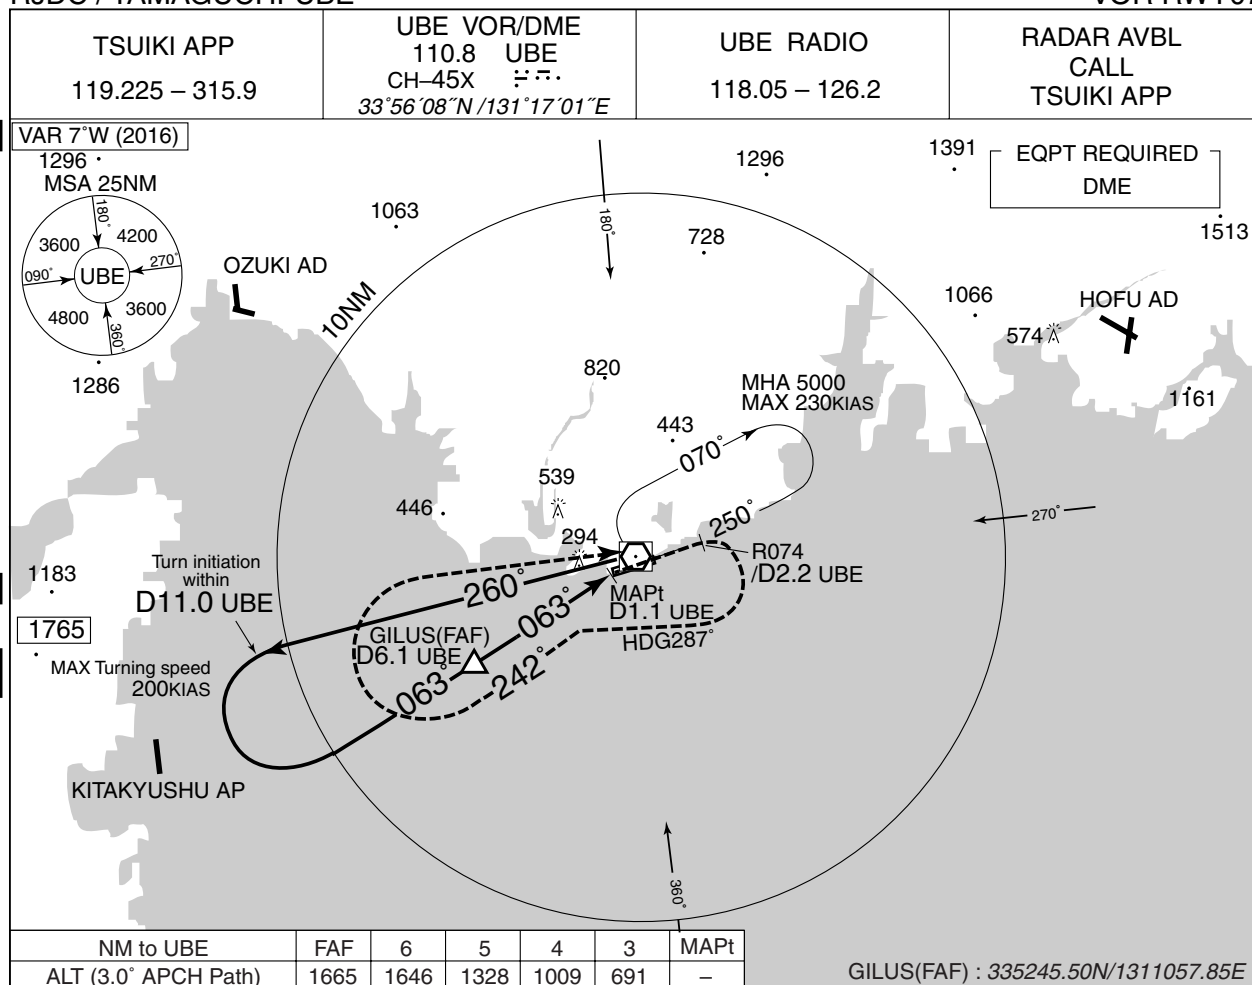 RJDC / YAMAGUCHI UBE
VOR RWY 07
TSUIKI APP
119.225 – 315.9
UBE VOR/DME
110.8 UBE
CH–45X
33°56´08˝N /131°17´01˝E
UBE RADIO
118.05 – 126.2
RADAR AVBL
CALL
TSUIKI APP
VAR 7°W (2016)
1296
MSA 25NM
180°
3600
4200
090°
UBE
270°
4800
3600
360°
1286
OZUKI AD
1063
10NM
180°
1296
728
1391
EQPT REQUIRED
DME
1513
1066
HOFU AD
574
1161
820
MHA 5000
MAX 230KIAS
443
070°
539
446
294
250°
270°
R074
/D2.2 UBE
Turn initiation
within
D11.0 UBE
1183
1765
260°
063°
MAPt
D1.1 UBE
HDG287°
GILUS(FAF)
D6.1 UBE
MAX Turning speed
200KIAS
063°
242°
KITAKYUSHU AP
360°
NM to UBE FAF 6 5 4 3 MAPt
ALT (3.0° APCH Path) 1665 1646 1328 1009 691 –
GILUS(FAF) : 335245.50N/1311057.85E